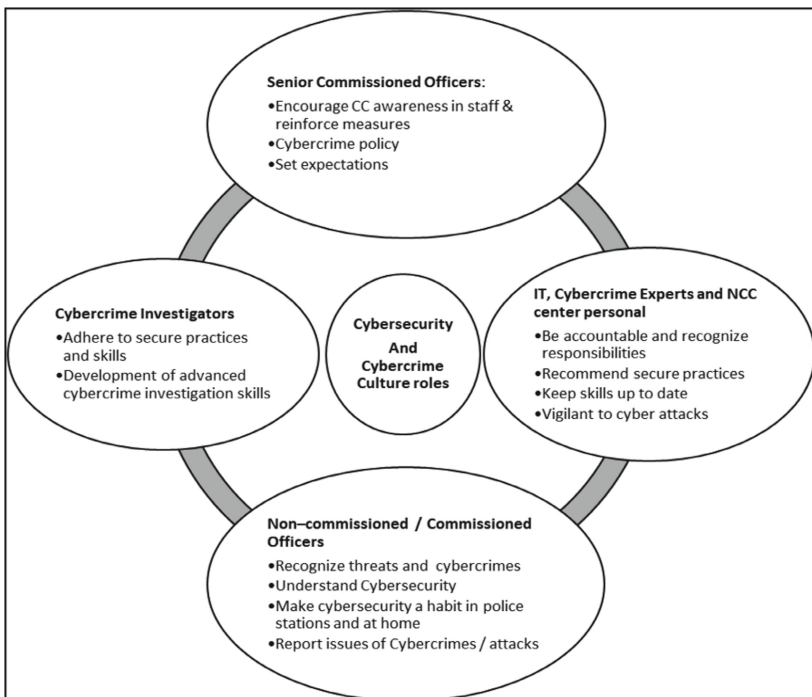 Senior Commissioned Officers:
•Encourage CC awareness in staff &
reinforce measures
•Cybercrime policy
•Set expectations
Cybercrime Investigators
•Adhere to secure practices
and skills
•Development of advanced
cybercrime investigation skills
Cybersecurity
And
Cybercrime
Culture roles
IT, Cybercrime Experts and NCC
center personal
•Be accountable and recognize
responsibilities
•Recommend secure practices
•Keep skills up to date
•Vigilant to cyber attacks
Non–commissioned / Commissioned
Officers
•Recognize threats and cybercrimes
•Understand Cybersecurity
•Make cybersecurity a habit in police
stations and at home
•Report issues of Cybercrimes / attacks